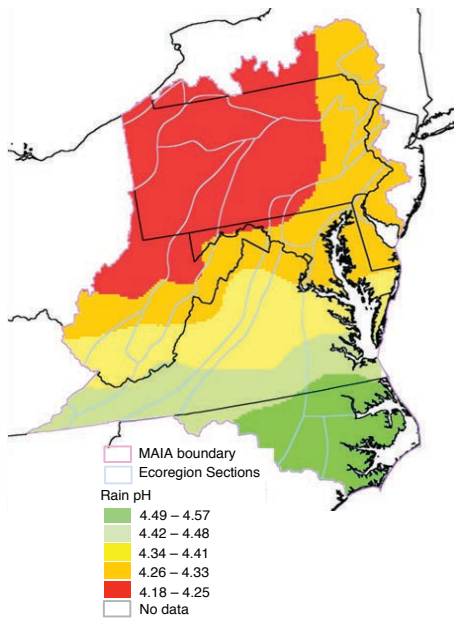 MAIA boundary
Ecoregion Sections
Rain pH
4.49 – 4.57
4.42 – 4.48
4.34 – 4.41
4.26 – 4.33
4.18 – 4.25
No data